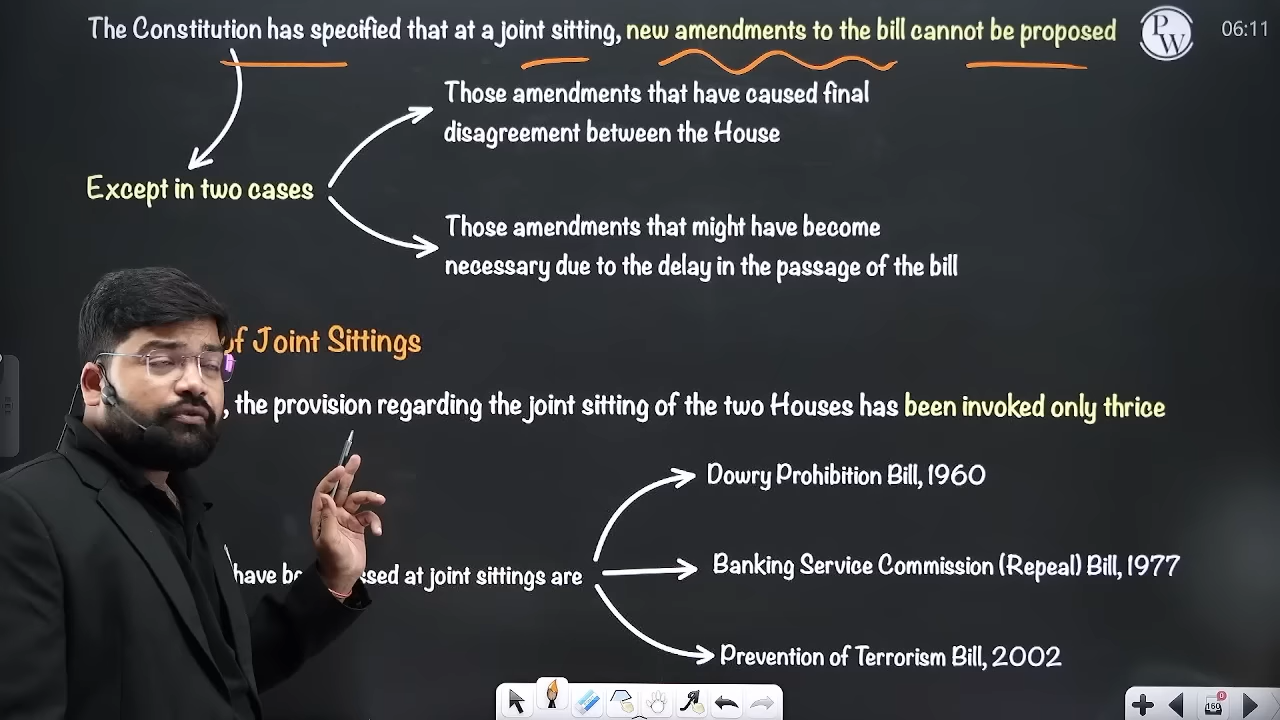 The Constitution has specified that at a joint sitting, new amendments to the bill cannot be proposed
PW
06:11
Those amendments that have caused final
disagreement between the House
Except in two cases
Those amendments that might have become
necessary due to the delay in the passage of the bill
of Joint Sittings
, the provision regarding the joint sitting of the two Houses has been invoked only thrice
Dowry Prohibition Bill, 1960
have at joint sittings are
Banking Service Commission (Repeal) Bill, 1977
Prevention of Terrorism Bill, 2002
160
0